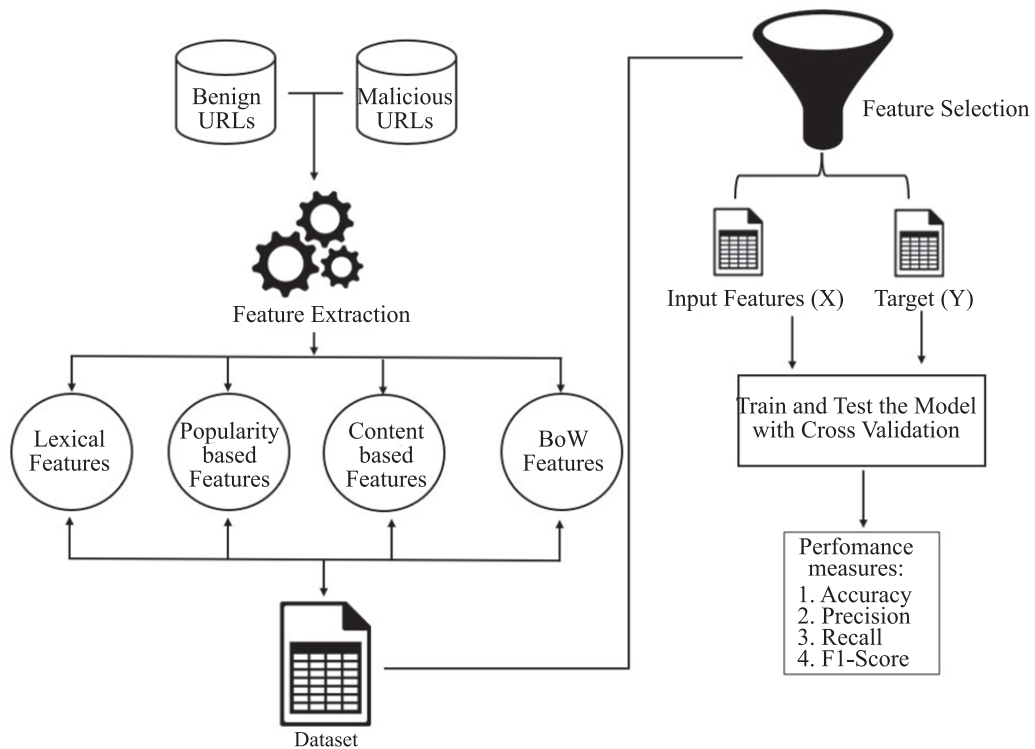 Benign
URLs
Malicious
URLs
Feature Extraction
Lexical
Features
Popularity
based
Features
Content
based
Features
BoW
Features
Dataset
Feature Selection
Input Features (X)
Target (Y)
Train and Test the Model
with Cross Validation
Perfomance
measures:
1. Accuracy
2. Precision
3. Recall
4. F1-Score